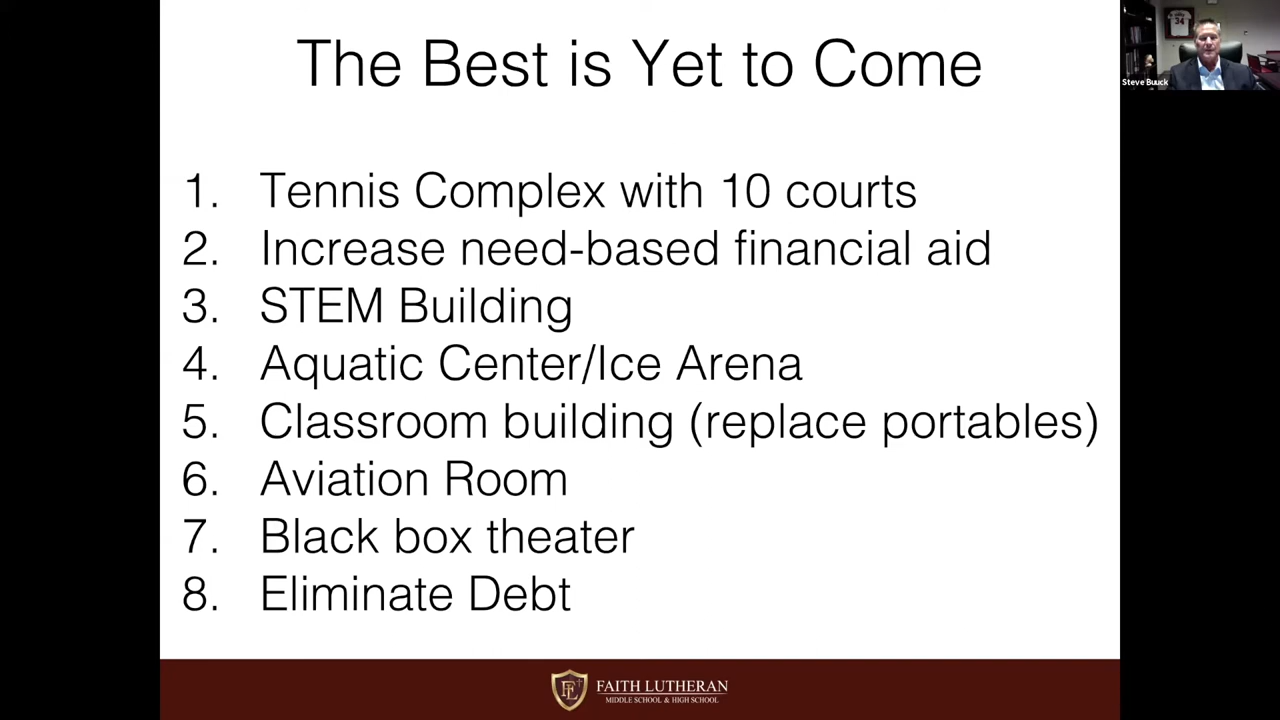 The Best is Yet to Come
Steve Buuck
34
1. Tennis Complex with 10 courts
2. Increase need-based financial aid
3. STEM Building
4. Aquatic Center/Ice Arena
5. Classroom building (replace portables)
6. Aviation Room
7. Black box theater
8. Eliminate Debt
FL
FAITH LUTHERAN
MIDDLE SCHOOL & HIGH SCHOOL